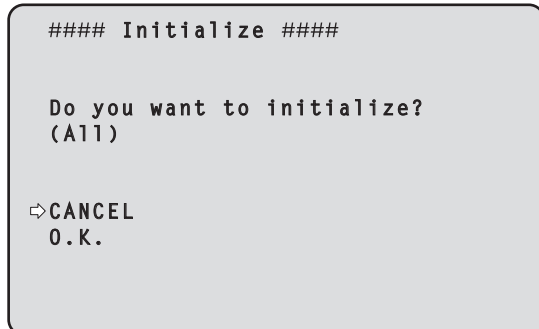 #### Initialize ####
Do you want to initialize?
(All)
⇨CANCEL
O.K.